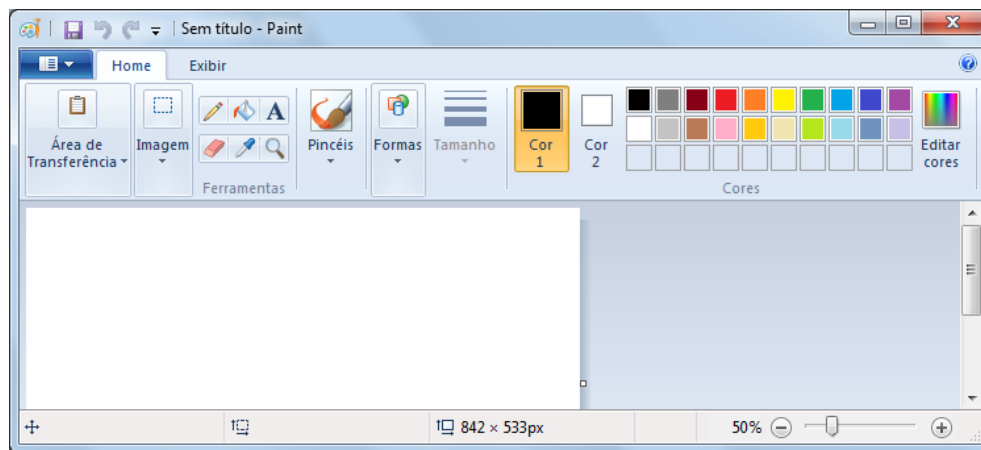 Sem título - Paint
Home Exibir
Área de
Transferência
Imagem
Ferramentas
A
Pincéis
Formas
Tamanho
Cor
1
Cor
2
Cores
Editar
cores
842 × 533px
50%